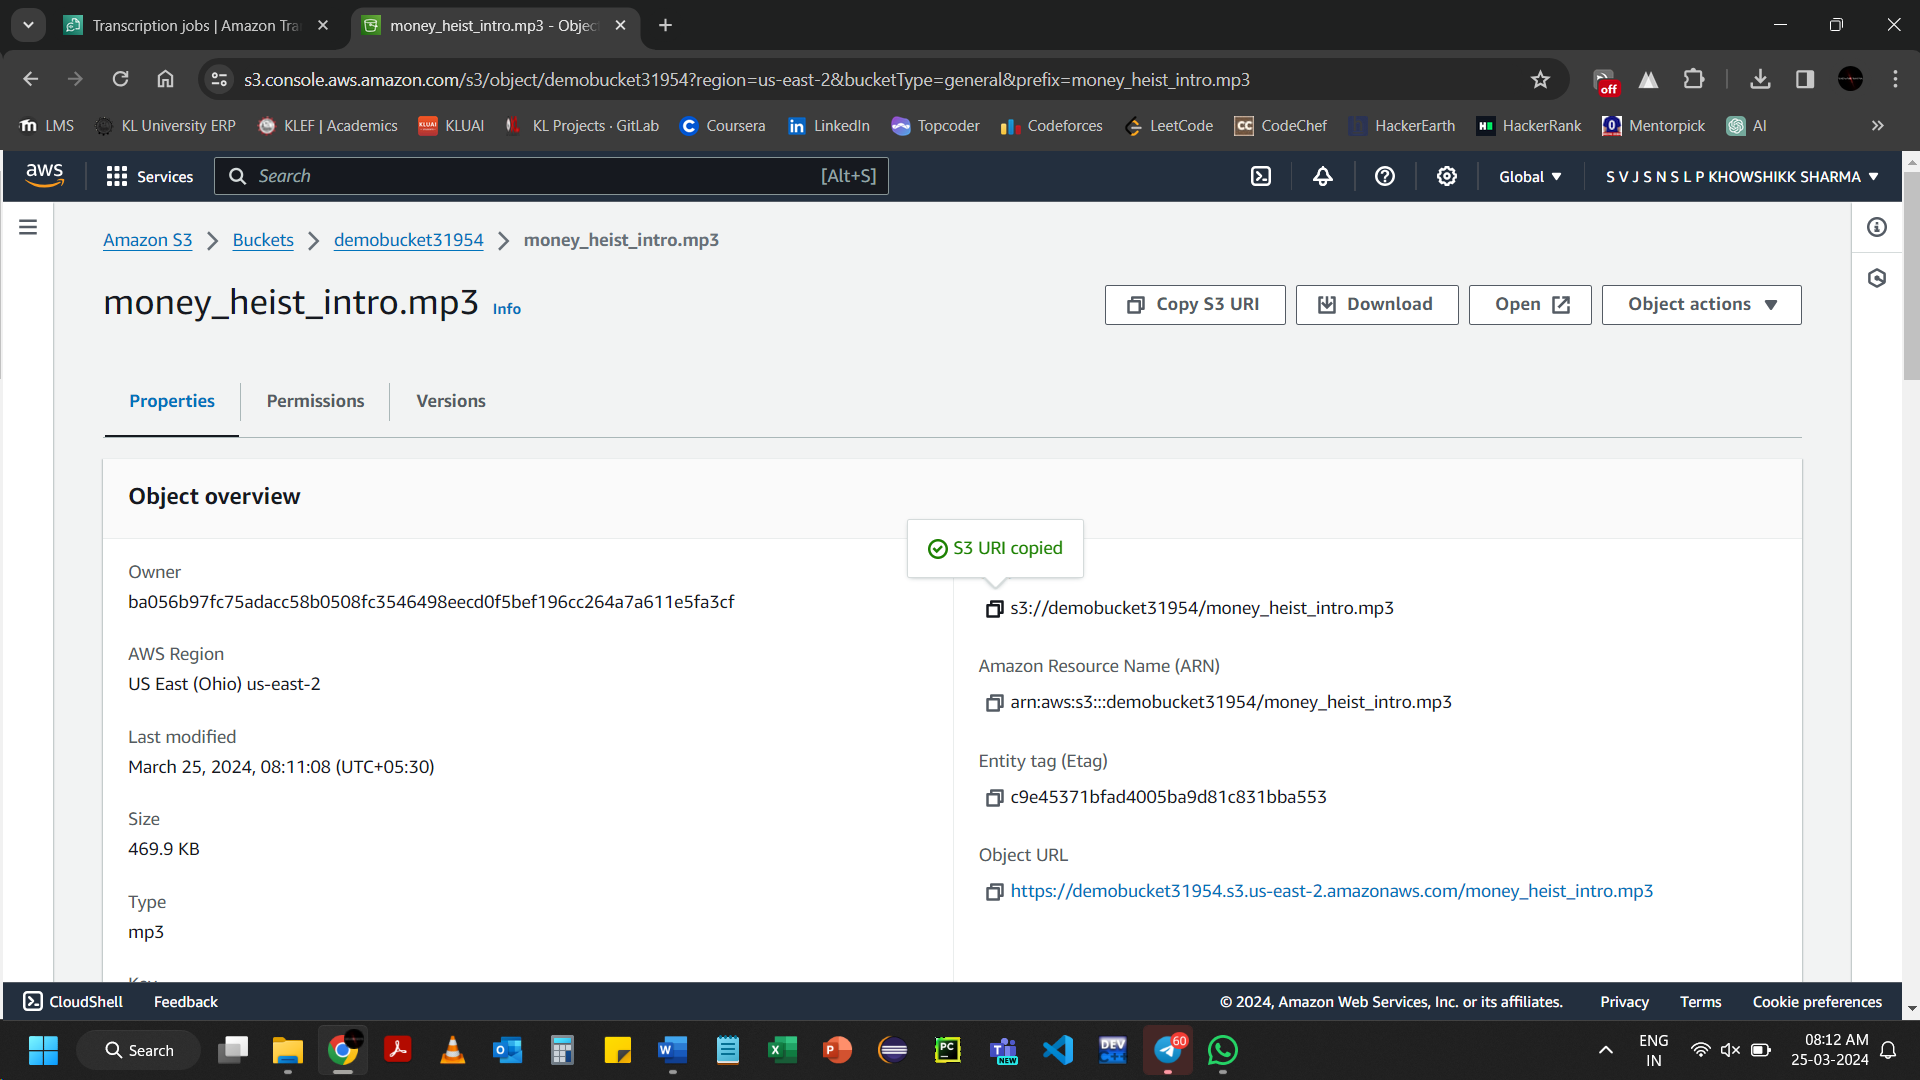 Transcription jobs | Amazon Tra
money_heist_intro.mp3 - Objec
s3.console.aws.amazon.com/s3/object/demobucket31954?region=us-east-2&bucketType=general&prefix=money_heist_intro.mp3
off
LMS
KL University ERP
KLEF | Academics
KLUAI
KL Projects · GitLab
Coursera
LinkedIn
Topcoder
Codeforces
LeetCode
CodeChef
HackerEarth
HackerRank
Mentorpick
AI
aws
Services
Search
[Alt+S]
Global
S V J S N S L P KHOWSHIKK SHARMA
Amazon S3 > Buckets > demobucket31954 > money_heist_intro.mp3
money_heist_intro.mp3 Info
Copy S3 URI
Download
Open
Object actions
Properties
Permissions
Versions
Object overview
S3 URI copied
Owner
ba056b97fc75adacc58b0508fc3546498eecd0f5bef196cc264a7a611e5fa3cf
AWS Region
US East (Ohio) us-east-2
Last modified
March 25, 2024, 08:11:08 (UTC+05:30)
Size
469.9 KB
Type
mp3
s3://demobucket31954/money_heist_intro.mp3
Amazon Resource Name (ARN)
arn:aws:s3:::demobucket31954/money_heist_intro.mp3
Entity tag (Etag)
c9e45371bfad4005ba9d81c831bba553
Object URL
https://demobucket31954.s3.us-east-2.amazonaws.com/money_heist_intro.mp3
CloudShell
Feedback
© 2024, Amazon Web Services, Inc. or its affiliates.
Privacy
Terms
Cookie preferences
Search
PC
NEW
DEV
60
ENG
IN
08:12 AM
25-03-2024